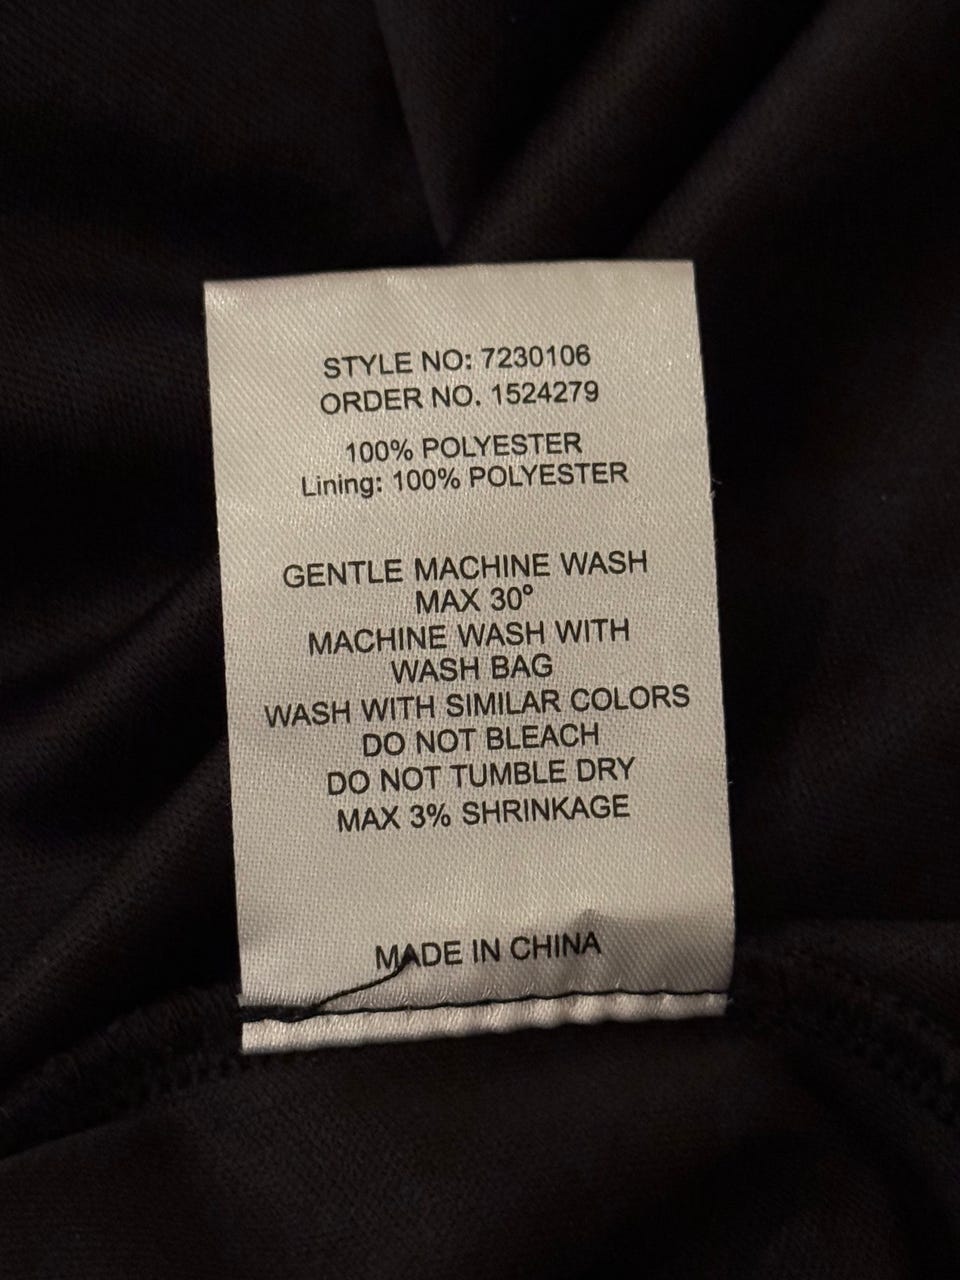 STYLE NO: 7230106
ORDER NO. 1524279
100% POLYESTER
Lining: 100% POLYESTER
GENTLE MACHINE WASH
MAX 30°
MACHINE WASH WITH
WASH BAG
WASH WITH SIMILAR COLORS
DO NOT BLEACH
DO NOT TUMBLE DRY
MAX 3% SHRINKAGE
MADE IN CHINA